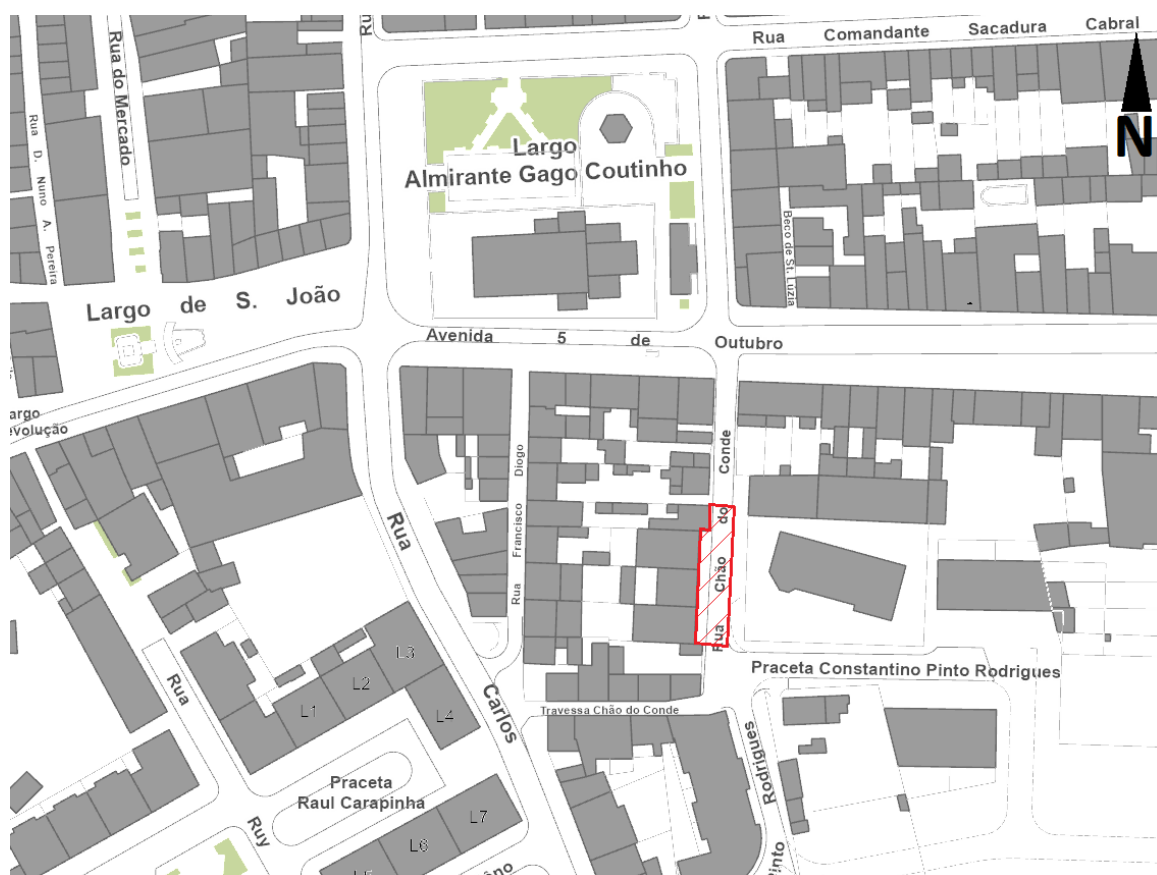 Rua
Comandante
Sacadura
Cabral
N
Rua do Mercado
Rua D. Nuno A. Pereira
Largo
Almirante Gago Coutinho
Beco de St. Luzia
Largo de S. João
Avenida 5 de Outubro
Rua Francisco Diogo
Rua Chão do Conde
Rua
Carlos
L3
L2
L1
L4
Praceta Constantino Pinto Rodrigues
Travessa Chão do Conde
Rua
Ruy
Praceta
Raul Carapinha
L7
L6
L5
Pinto
Rodrigues